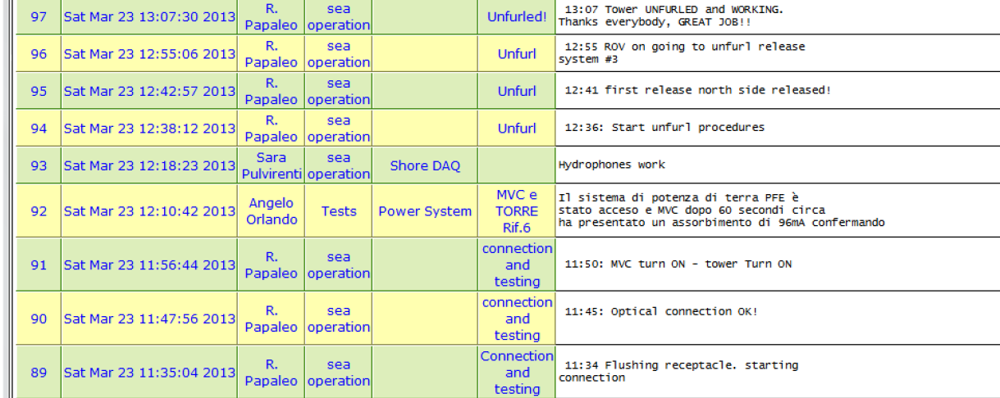 97 Sat Mar 23 13:07:30 2013 R. Papaleo sea operation Unfurled! 13:07 Tower UNFURLED and WORKING.
Thanks everybody, GREAT JOB!!
96 Sat Mar 23 12:55:06 2013 R. Papaleo sea operation Unfurl 12:55 ROV on going to unfurl release
system #3
95 Sat Mar 23 12:42:57 2013 R. Papaleo sea operation Unfurl 12:41 first release north side released!
94 Sat Mar 23 12:38:12 2013 R. Papaleo sea operation Unfurl 12:36: Start unfurl procedures
93 Sat Mar 23 12:18:23 2013 Sara Pulvirenti sea operation Shore DAQ Hydrophones work
92 Sat Mar 23 12:10:42 2013 Angelo Orlando Tests Power System MVC e TORRE Rif.6 Il sistema di potenza di terra PFE è
stato acceso e MVC dopo 60 secondi circa
ha presentato un assorbimento di 96mA confermando
91 Sat Mar 23 11:56:44 2013 R. Papaleo sea operation connection and testing 11:50: MVC turn ON - tower Turn ON
90 Sat Mar 23 11:47:56 2013 R. Papaleo sea operation connection and testing 11:45: Optical connection OK!
89 Sat Mar 23 11:35:04 2013 R. Papaleo sea operation Connection and testing 11:34 Flushing receptacle. starting
connection